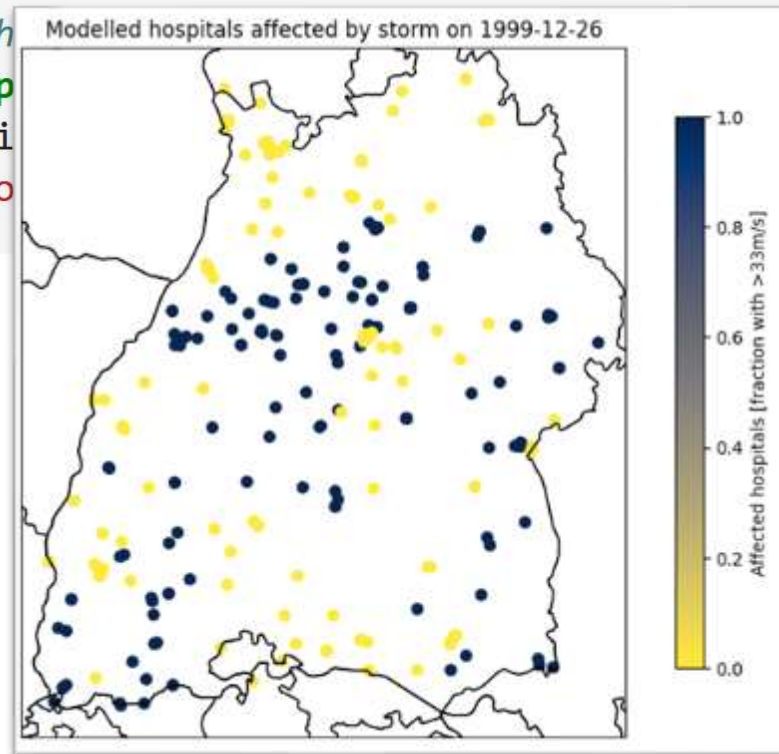 Modelled hospitals affected by storm on 1999-12-26
1.0
0.8
0.6
0.4
0.2
0.0
Affected hospitals [fraction with >33m/s]
h
p
i
o